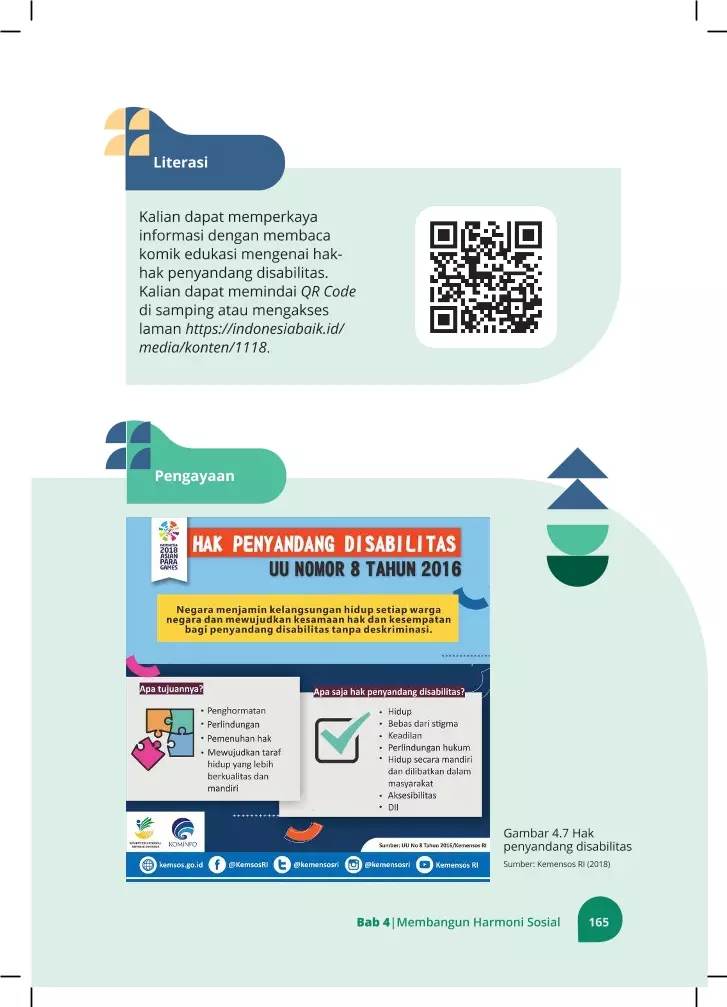 Literasi
Kalian dapat memperkaya
informasi dengan membaca
komik edukasi mengenai hak-
hak penyandang disabilitas.
Kalian dapat memindai QR Code
di samping atau mengakses
laman https://indonesiabaik.id/
media/konten/1118.
Pengayaan
INDONESIA
2018
ASIAN
PARA
GAMES
HAK PENYANDANG DISABILITAS
UU NOMOR 8 TAHUN 2016
Negara menjamin kelangsungan hidup setiap warga
negara dan mewujudkan kesamaan hak dan kesempatan
bagi penyandang disabilitas tanpa deskriminasi.
Apa tujuannya?
• Penghormatan
• Perlindungan
• Pemenuhan hak
• Mewujudkan taraf
hidup yang lebih
berkualitas dan
mandiri
Apa saja hak penyandang disabilitas?
• Hidup
• Bebas dari stigma
• Keadilan
• Perlindungan hukum
• Hidup secara mandiri
dan dilibatkan dalam
masyarakat
• Aksesibilitas
• Dll
KEMENTERIAN SOSIAL
REPUBLIK INDONESIA
KOMINFO
Sumber: UU No 8 Tahun 2016/Kemensos RI
kemsos.go.id
@KemsosRI
@kemensosri
@kemensosri
Kemensos RI
Gambar 4.7 Hak
penyandang disabilitas
Sumber: Kemensos RI (2018)
Bab 4|Membangun Harmoni Sosial
165